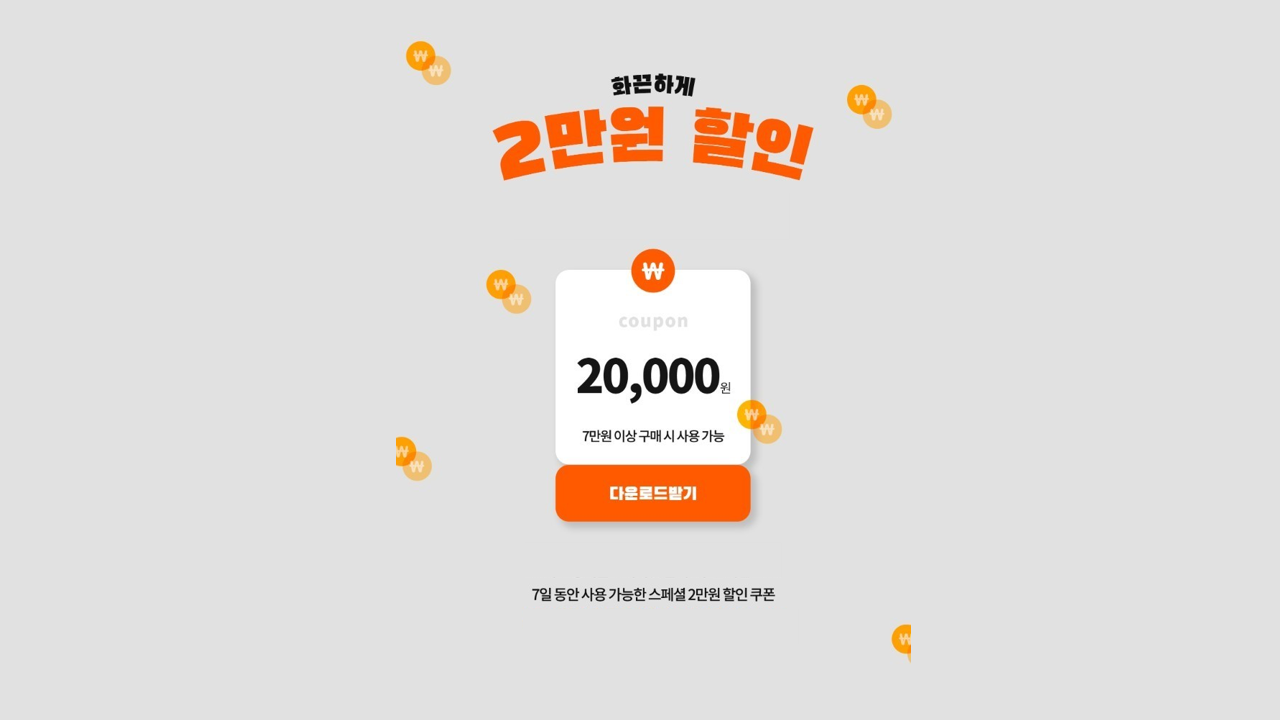 화끈하게
2만원 할인
₩
coupon
20,000원
7만원 이상 구매 시 사용 가능
다운로드받기
7일 동안 사용 가능한 스페셜 2만원 할인 쿠폰